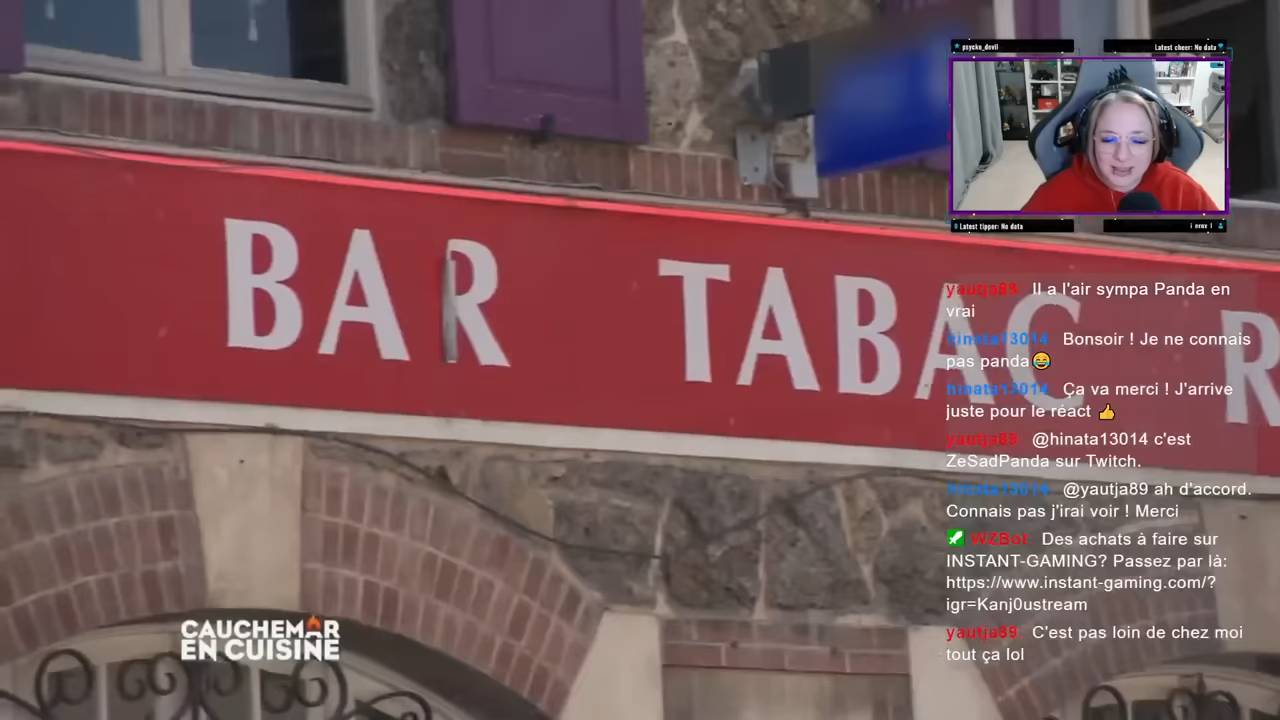 psycko_devil
Latest cheer: No data
BAR TABAC R
Latest tipper: No data
yautja89 Il a l'air sympa Panda en
vrai
hinata13014 Bonsoir ! Je ne connais
pas panda😂
hinata13014 Ça va merci ! J'arrive
juste pour le réact 👍
yautja89 @hinata13014 c'est
ZeSadPanda sur Twitch.
hinata13014 @yautja89 ah d'accord.
Connais pas j'irai voir ! Merci
WZBot Des achats à faire sur
INSTANT-GAMING? Passez par là:
https://www.instant-gaming.com/?
igr=Kanj0ustream
yautja89 C'est pas loin de chez moi
tout ça lol
CAUCHEMAR
EN CUISINE